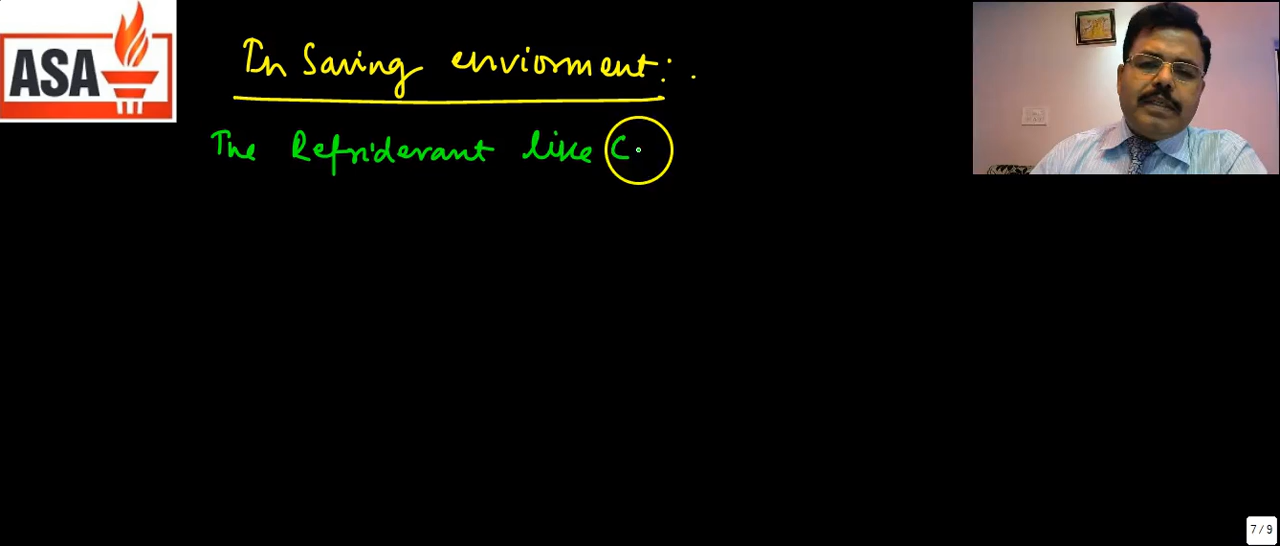 ASA
In Saving enviorment:
The Refriderant like C
7/9